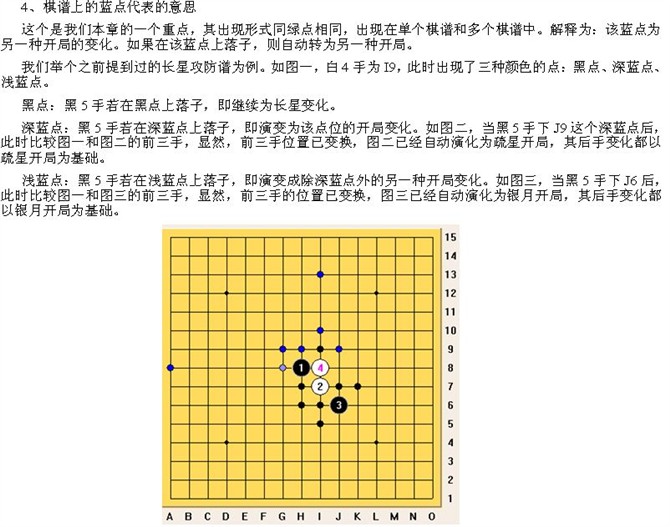 4、棋谱上的蓝点代表的意思
这个是我们本章的一个重点，其出现形式同绿点相同，出现在单个棋谱和多个棋谱中。解释为：该蓝点为
另一种开局的变化。如果在该蓝点上落子，则自动转为另一种开局。
我们举个之前提到过的长星攻防谱为例。如图一，白4手为I9，此时出现了三种颜色的点：黑点、深蓝点、
浅蓝点。
黑点：黑5手若在黑点上落子，即继续为长星变化。
深蓝点：黑5手若在深蓝点上落子，即演变为该点位的开局变化。如图二，当黑5手下J9这个深蓝点后，
此时比较图一和图二的前三手，显然，前三手位置已变换，图二已经自动演化为疏星开局，其后手变化都以
疏星开局为基础。
浅蓝点：黑5手若在浅蓝点上落子，即演变成除深蓝点外的另一种开局变化。如图三，当黑5手下J6后，
此时比较图一和图三的前三手，显然，前三手的位置已变换，图三已经自动演化为银月开局，其后手变化都
以银月开局为基础。
15
14
13
12
11
10
9
1 4 8
2 7
3 6
5
4
3
2
1
A B C D E F G H I J K L M N O